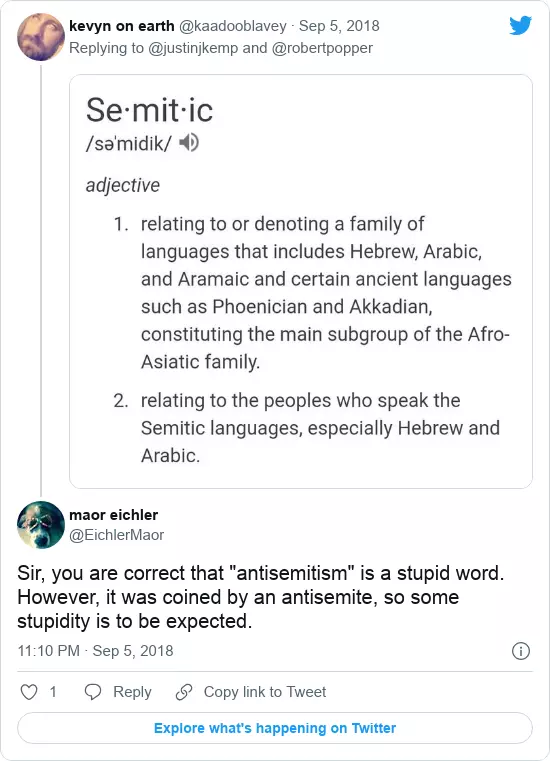 kevyn on earth @kaadooblavey · Sep 5, 2018
Replying to @justinjkemp and @robertpopper
Se·mit·ic
/səˈmidik/
adjective
1. relating to or denoting a family of
languages that includes Hebrew, Arabic,
and Aramaic and certain ancient languages
such as Phoenician and Akkadian,
constituting the main subgroup of the Afro-
Asiatic family.
2. relating to the peoples who speak the
Semitic languages, especially Hebrew and
Arabic.
maor eichler
@EichlerMaor
Sir, you are correct that "antisemitism" is a stupid word.
However, it was coined by an antisemite, so some
stupidity is to be expected.
11:10 PM · Sep 5, 2018
1 Reply Copy link to Tweet
Explore what's happening on Twitter